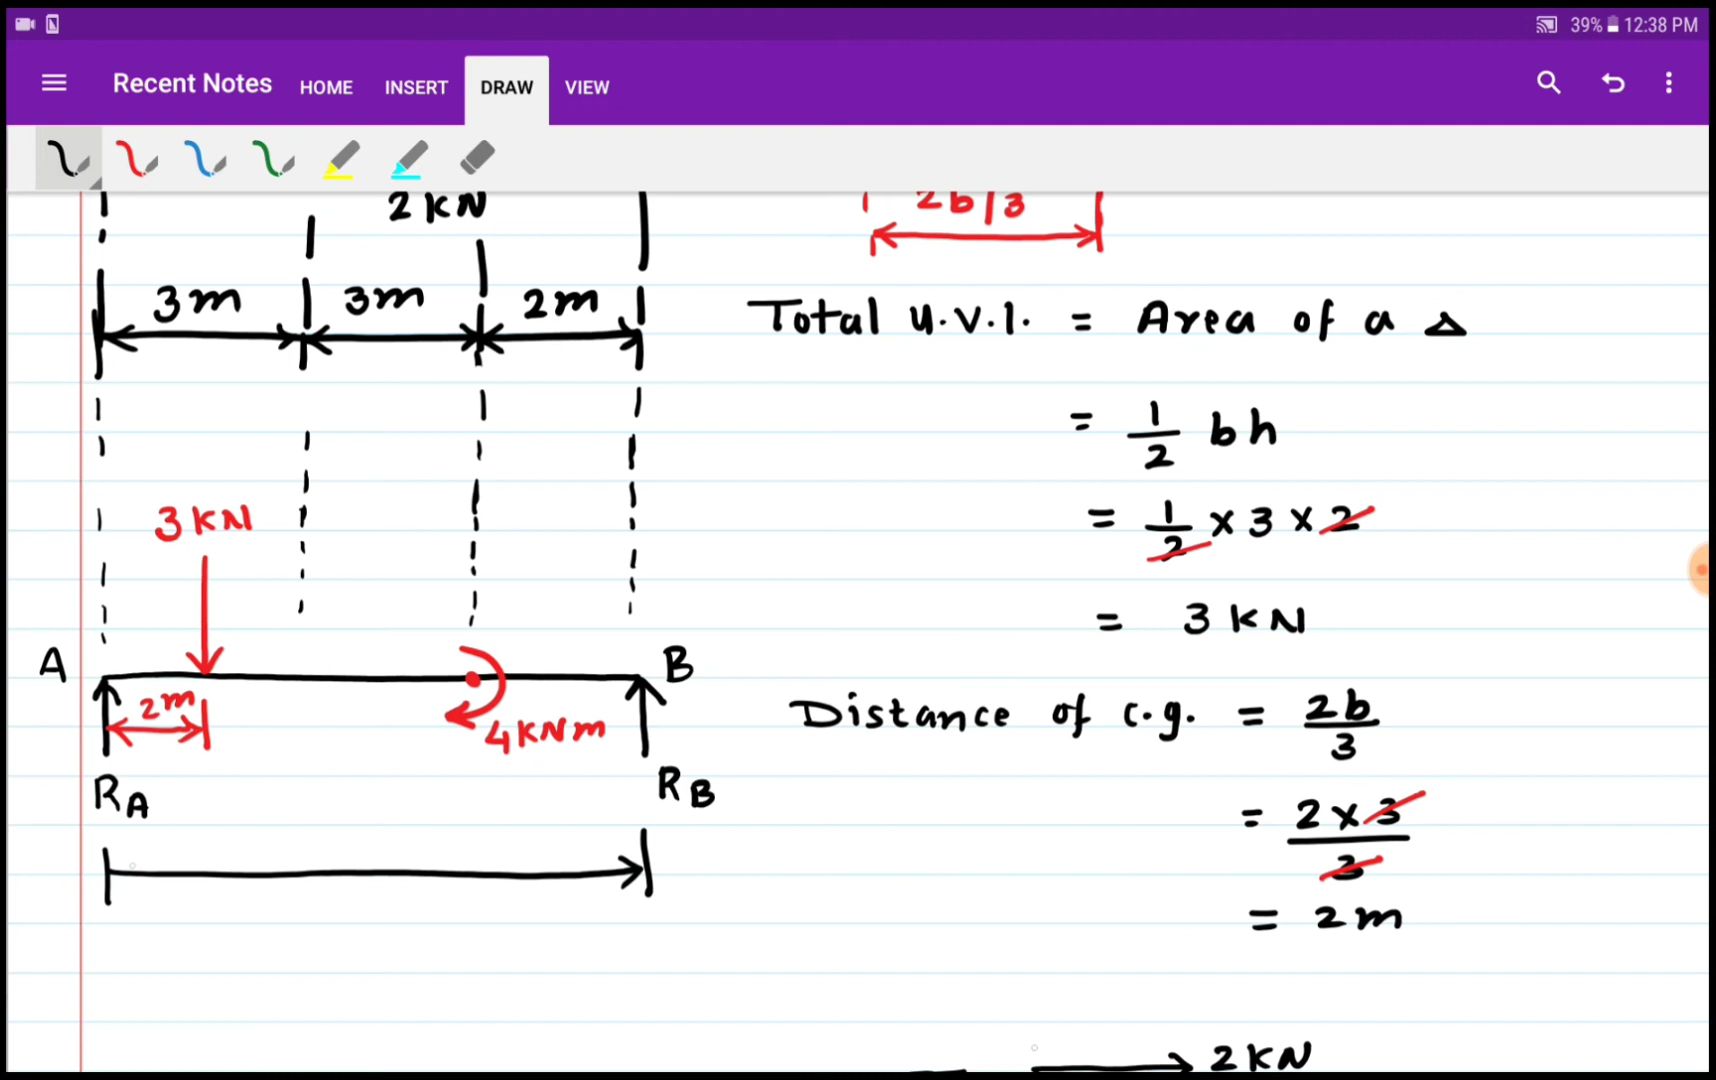 39% 12:38 PM
Recent Notes HOME INSERT DRAW VIEW
2 KN
3m 3m 2m
3 KN
A B
2m
4 KNm
RA RB
2b/3
Total u.v.l. = Area of a Δ
= 1/2 bh
= 1/2 x 3 x 2
= 3 KN
Distance of c.g. = 2b/3
= 2 x 3/3
= 2m
2 KN